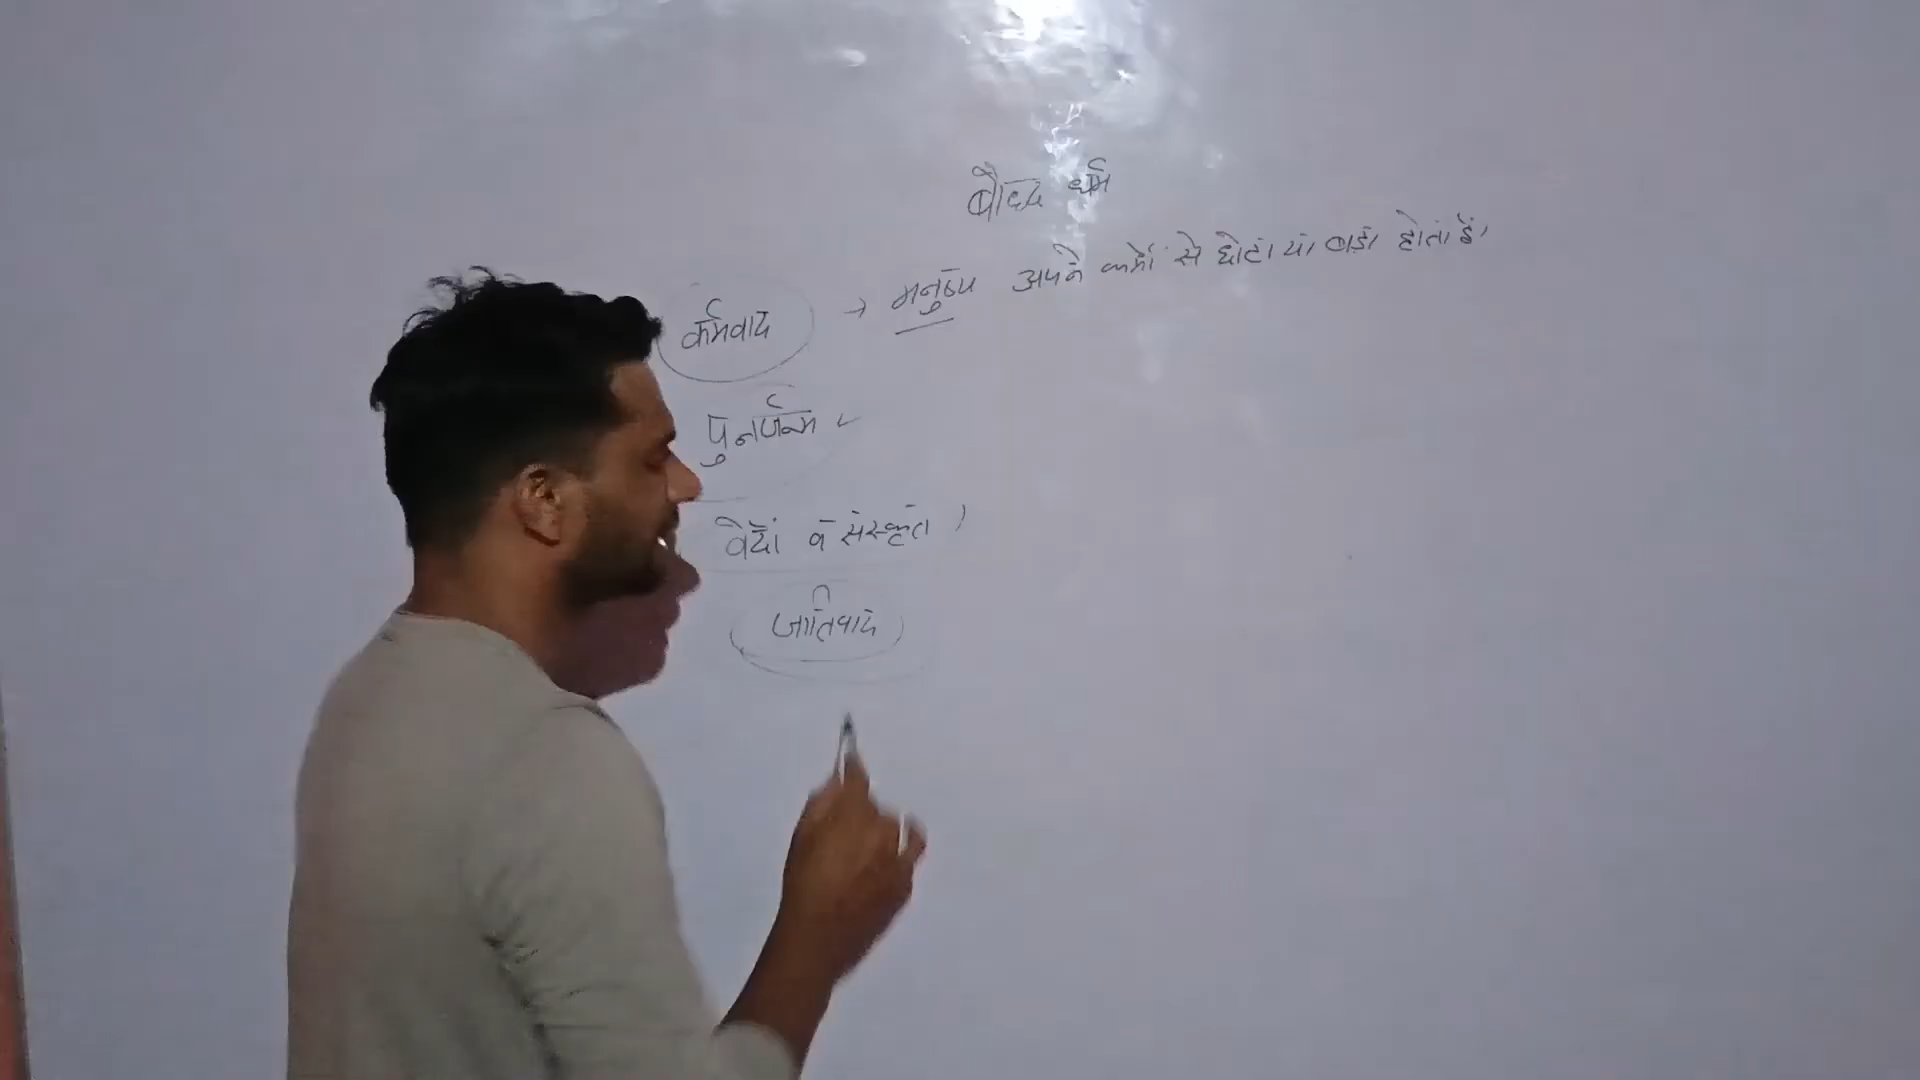 बौध्द धर्म
कर्मवाद → मनुष्य अपने कर्मो से छोटा या बड़ा होता है।
पुनर्जन्म
वेदों व संस्कृत
जातिवाद